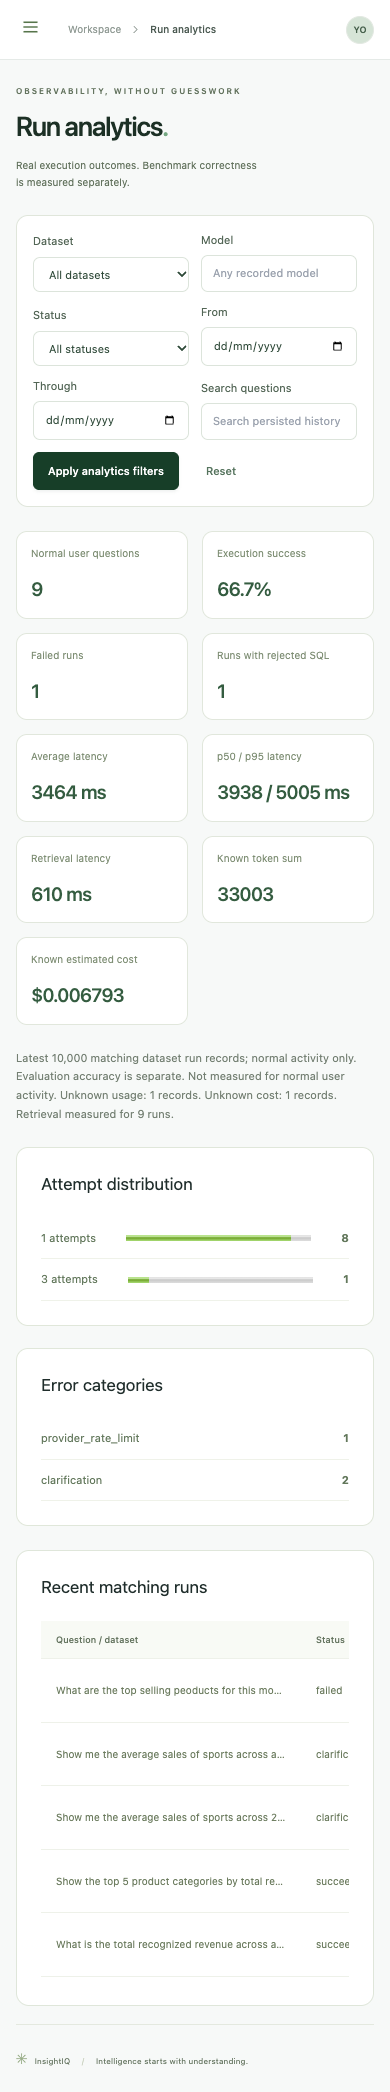 Workspace > Run analytics
YO
OBSERVABILITY, WITHOUT GUESSWORK
Run analytics.
Real execution outcomes. Benchmark correctness
is measured separately.
Dataset
Model
All datasets
Any recorded model
Status
From
All statuses
dd/mm/yyyy
Through
Search questions
dd/mm/yyyy
Search persisted history
Apply analytics filters
Reset
Normal user questions
9
Execution success
66.7%
Failed runs
1
Runs with rejected SQL
1
Average latency
3464 ms
p50 / p95 latency
3938 / 5005 ms
Retrieval latency
610 ms
Known token sum
33003
Known estimated cost
$0.006793
Latest 10,000 matching dataset run records; normal activity only.
Evaluation accuracy is separate. Not measured for normal user
activity. Unknown usage: 1 records. Unknown cost: 1 records.
Retrieval measured for 9 runs.
Attempt distribution
1 attempts 8
3 attempts 1
Error categories
provider_rate_limit 1
clarification 2
Recent matching runs
Question / dataset Status
What are the top selling peoducts for this mo... failed
Show me the average sales of sports across a... clarific
Show me the average sales of sports across 2... clarific
Show the top 5 product categories by total re... succee
What is the total recognized revenue across a... succee
InsightIQ / Intelligence starts with understanding.